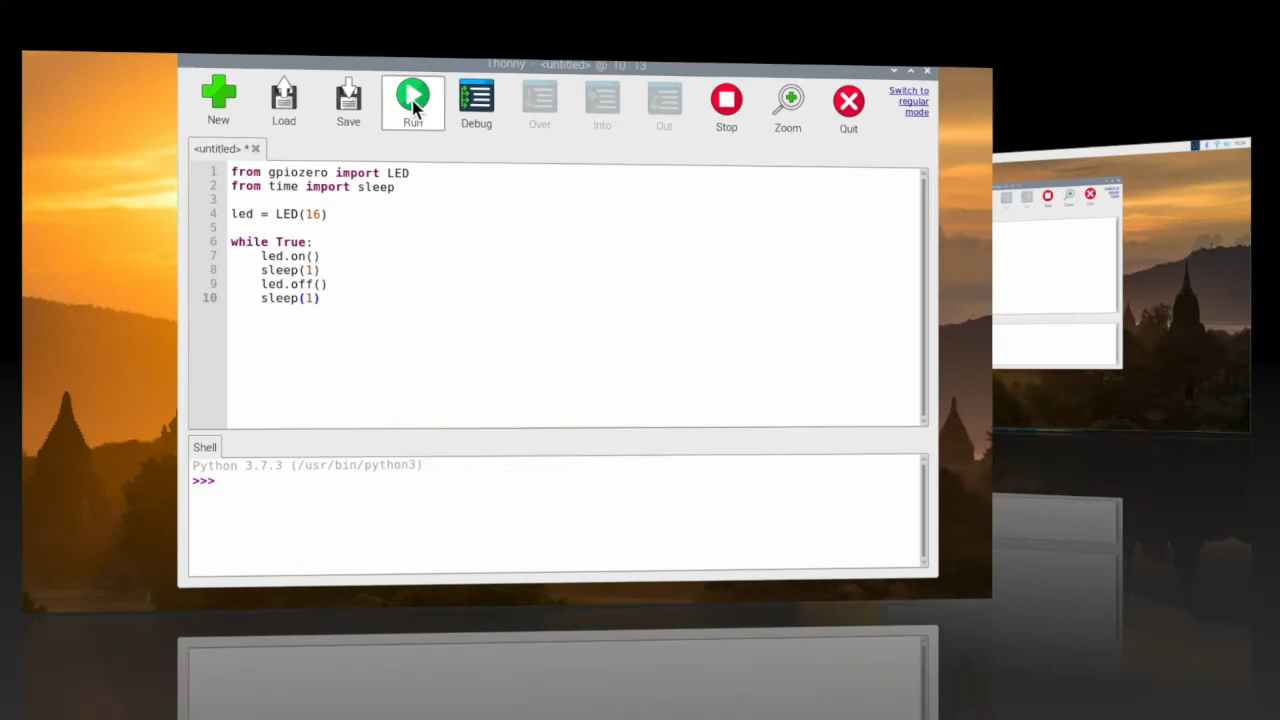 Thonny - <untitled> @ 10:13
New
Load
Save
Run
Debug
Over
Into
Out
Stop
Zoom
Quit
Switch to
regular
mode
<untitled> *
1 from gpiozero import LED
2 from time import sleep
3
4 led = LED(16)
5
6 while True:
7 led.on()
8 sleep(1)
9 led.off()
10 sleep(1)
Shell
Python 3.7.3 (/usr/bin/python3)
>>>